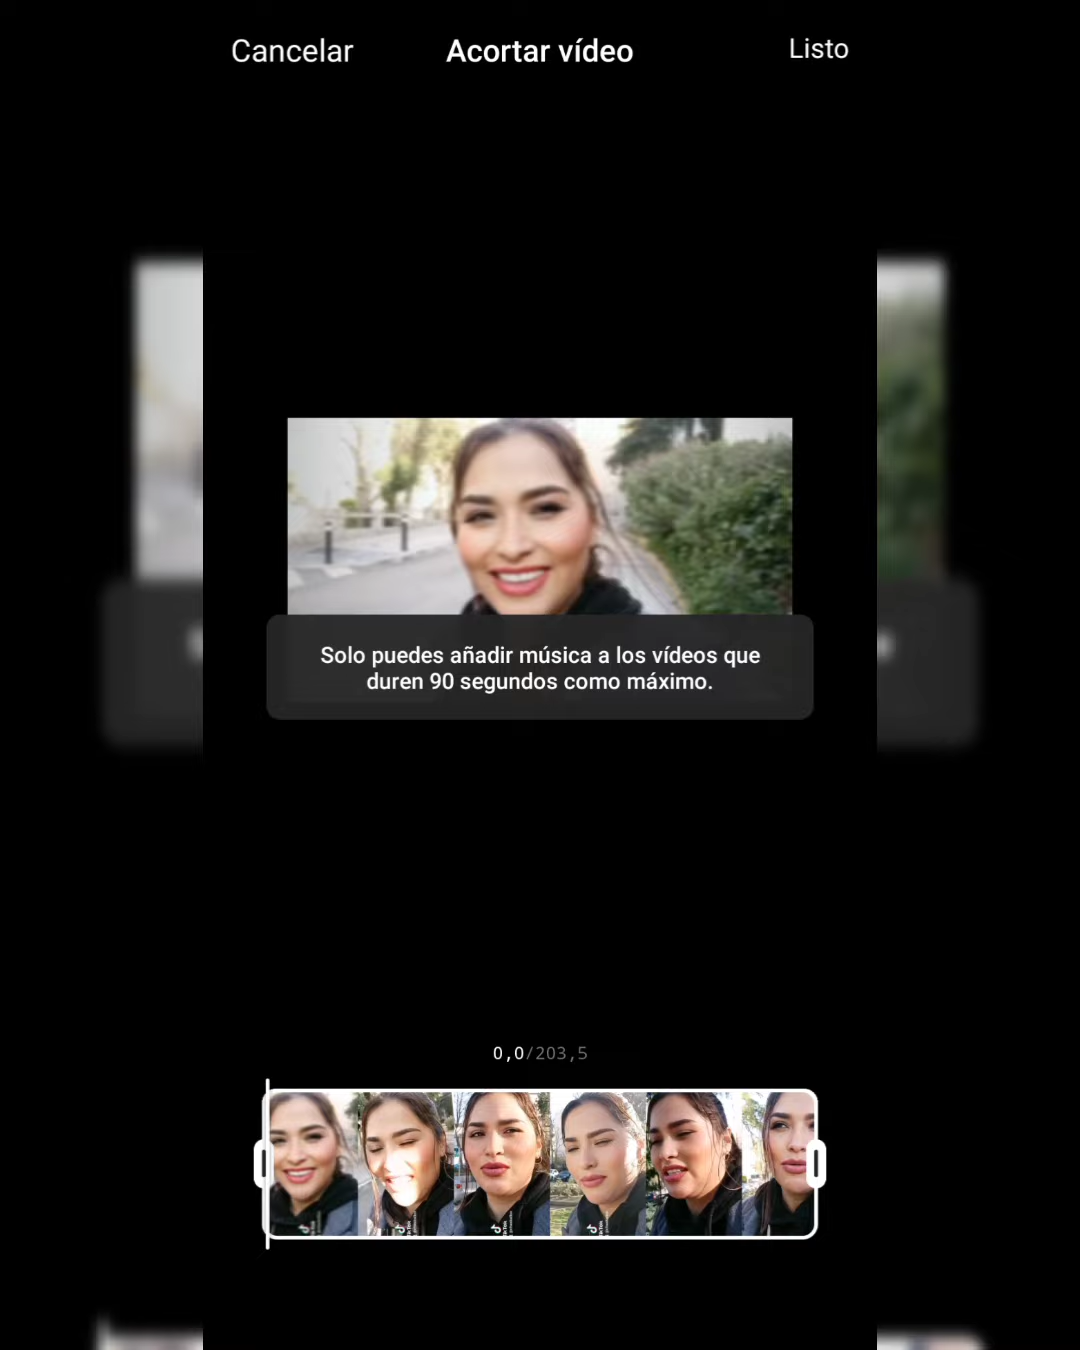 Cancelar
Acortar vídeo
Listo
Solo puedes añadir música a los vídeos que
duren 90 segundos como máximo.
0,0/203,5